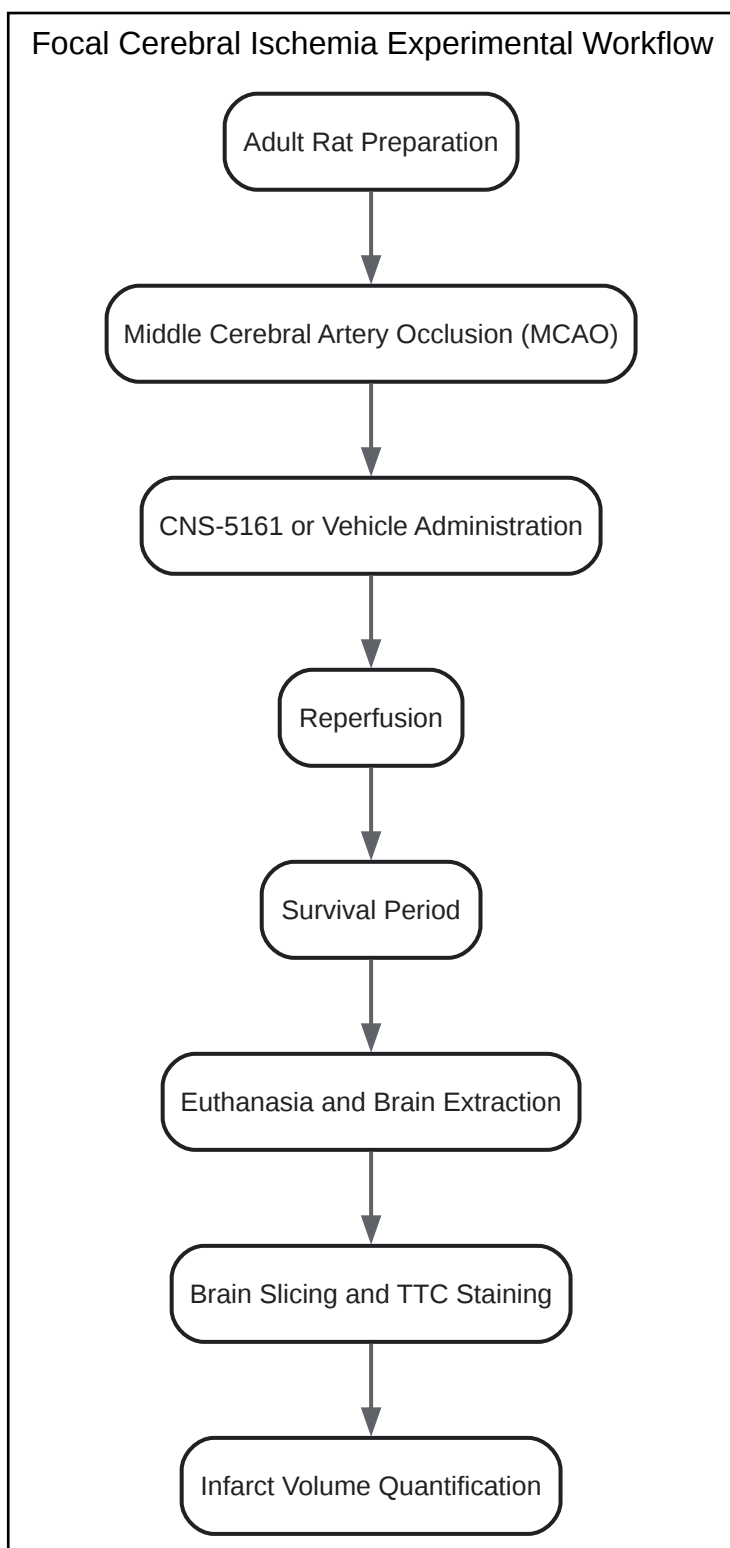 Focal Cerebral Ischemia Experimental Workflow
Adult Rat Preparation
Middle Cerebral Artery Occlusion (MCAO)
CNS-5161 or Vehicle Administration
Reperfusion
Survival Period
Euthanasia and Brain Extraction
Brain Slicing and TTC Staining
Infarct Volume Quantification